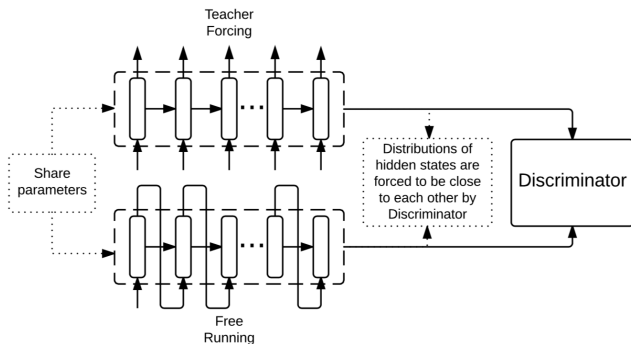 Teacher
Forcing
Share
parameters
Distributions of
hidden states are
forced to be close
to each other by
Discriminator
Discriminator
Free
Running